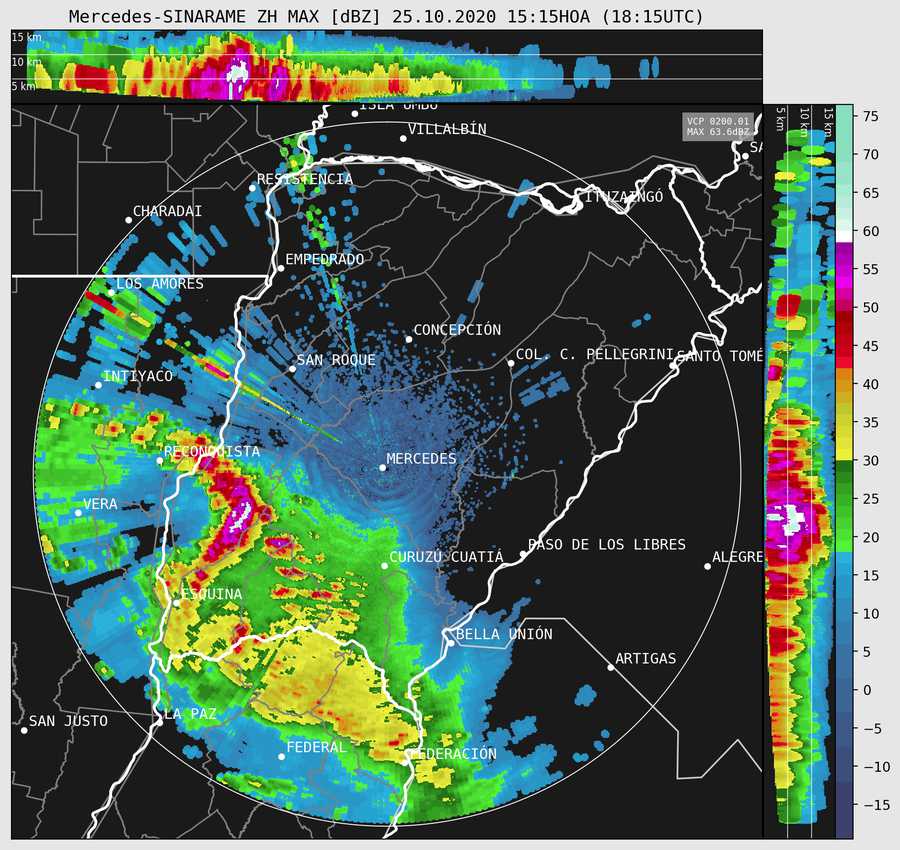 Mercedes-SINARAME ZH MAX [dBZ] 25.10.2020 15:15HOA (18:15UTC)
15 km
10 km
5 km
ISLA UMBÚ
VILLALBÍN
VCP 0200.01
MAX 63.6dBZ
SA
RESISTENCIA
ITUZAINGÓ
CHARADAI
EMPEDRADO
LOS AMORES
CONCEPCIÓN
SAN ROQUE
COL. C. PELLEGRINI
SANTO TOMÉ
INTIYACO
RECONQUISTA
MERCEDES
VERA
PASO DE LOS LIBRES
CURUZÚ CUATIÁ
ALEGRE
ESQUINA
BELLA UNIÓN
ARTIGAS
LA PAZ
SAN JUSTO
FEDERAL
FEDERACIÓN
5 km
10 km
15 km
75
70
65
60
55
50
45
40
35
30
25
20
15
10
5
0
−5
−10
−15